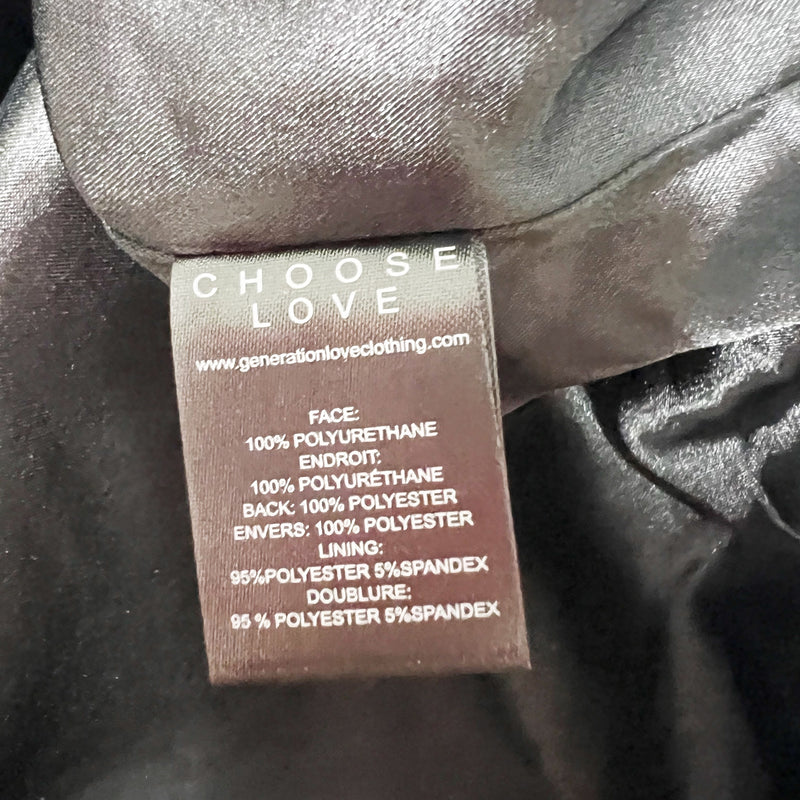 CHOOSE
LOVE
www.generationloveclothing.com
FACE:
100% POLYURETHANE
ENDROIT:
100% POLYURÉTHANE
BACK: 100% POLYESTER
ENVERS: 100% POLYESTER
LINING:
95%POLYESTER 5%SPANDEX
DOUBLURE:
95 % POLYESTER 5%SPANDEX